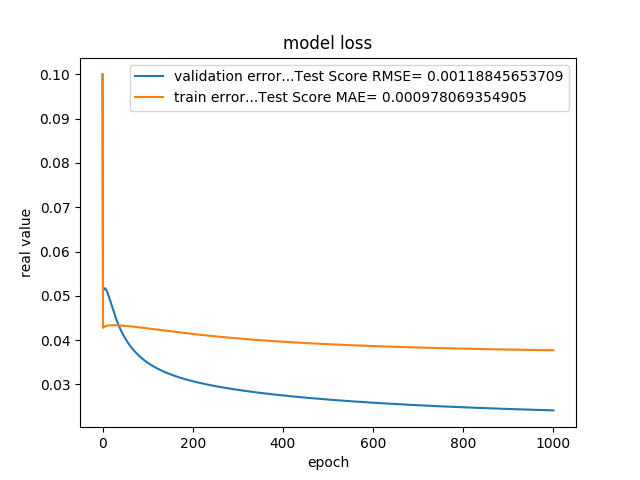 model loss
validation error...Test Score RMSE= 0.00118845653709
train error...Test Score MAE= 0.000978069354905
real value
0.10
0.09
0.08
0.07
0.06
0.05
0.04
0.03
0 200 400 600 800 1000
epoch